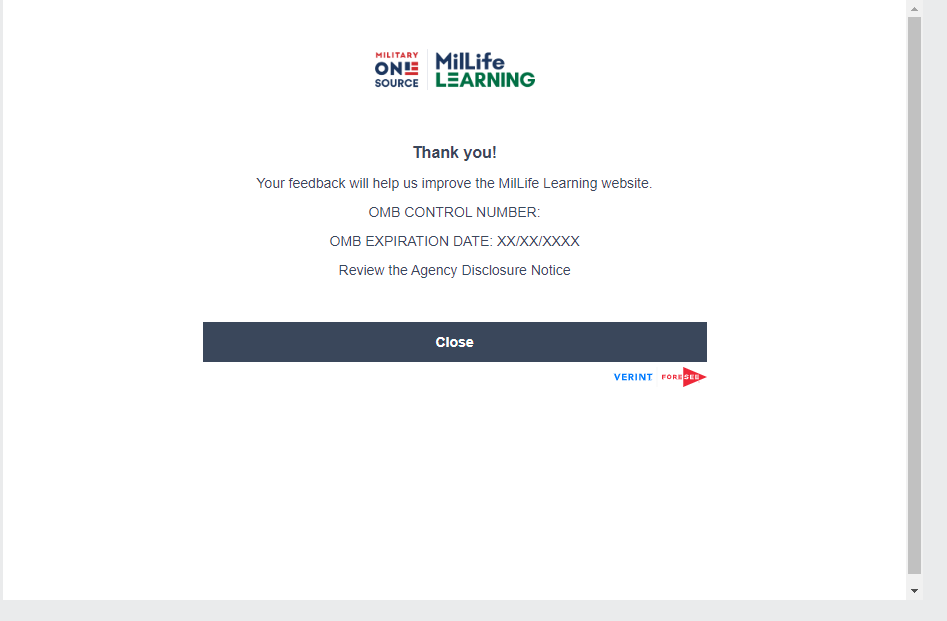 MILITARY
ONE
SOURCE
MilLife
LEARNING
Thank you!
Your feedback will help us improve the MilLife Learning website.
OMB CONTROL NUMBER:
OMB EXPIRATION DATE: XX/XX/XXXX
Review the Agency Disclosure Notice
Close
VERINT FORESEE